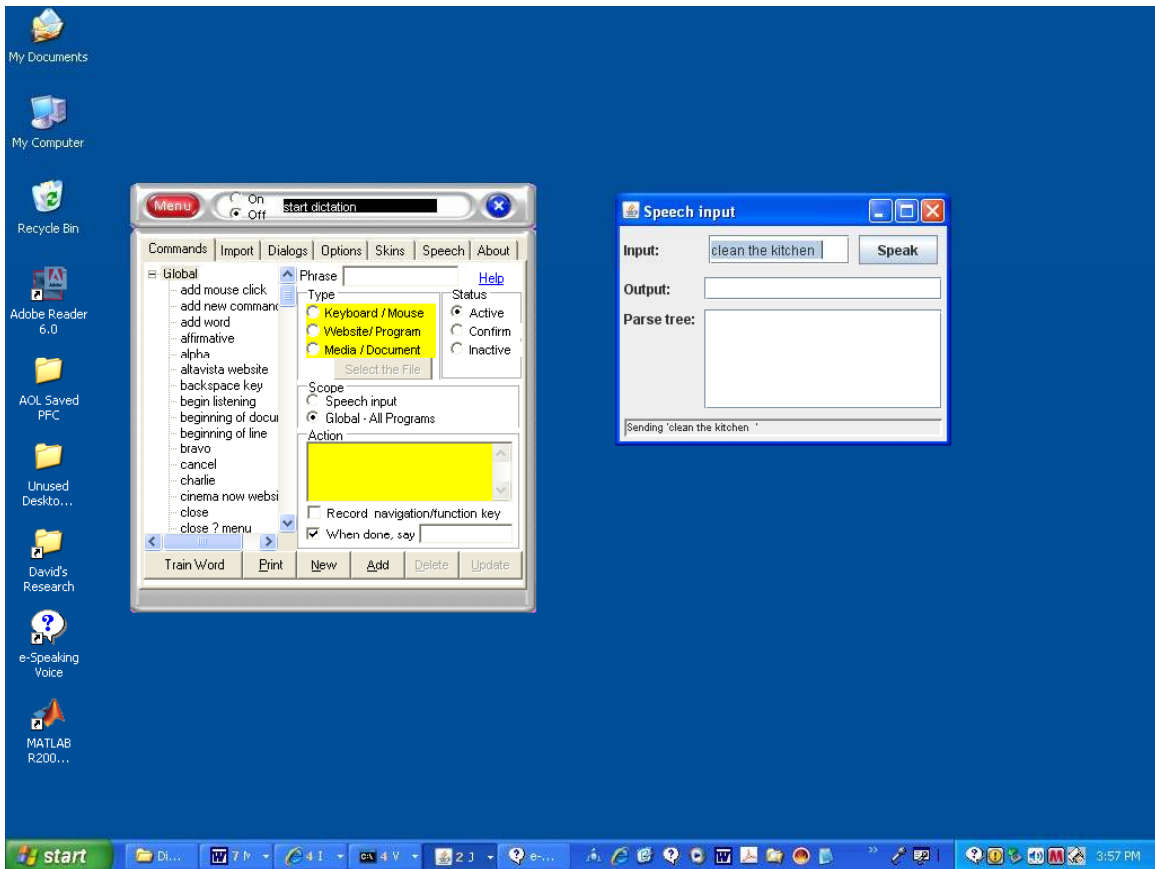 My Documents
My Computer
Recycle Bin
Adobe Reader
6.0
AOL Saved
PFC
Unused
Deskto...
David's
Research
e-Speaking
Voice
MATLAB
R200...
Menu
On
Off
start dictation
Commands Import Dialogs Options Skins Speech About
Global
add mouse click
add new command
add word
affirmative
alpha
altavista website
backspace key
begin listening
beginning of docu
beginning of line
bravo
cancel
charlie
cinema now websi
close
close ? menu
Phrase
Help
Type
Keyboard / Mouse
Website/ Program
Media / Document
Select the File
Status
Active
Confirm
Inactive
Scope
Speech input
Global - All Programs
Action
Record navigation/function key
When done, say
Train Word Print New Add Delete Update
Speech input
Input: clean the kitchen Speak
Output:
Parse tree:
Sending 'clean the kitchen '
start Di... 7 4 I 4 V 2 J e-... 3:57 PM